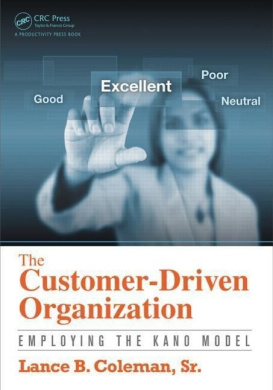 CRC
CRC Press
Taylor & Francis Group
A PRODUCTIVITY PRESS BOOK
Poor
Excellent
Good
Neutral
The
Customer-Driven
Organization
EMPLOYING THE KANO MODEL
Lance B. Coleman, Sr.